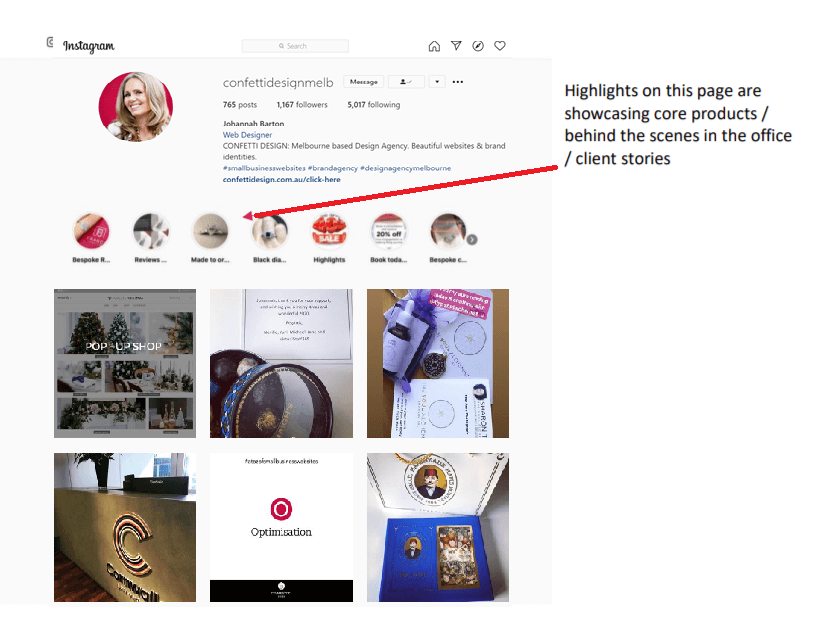 Instagram
Search
confettidesignmelb
Message
765 posts 1,167 followers 5,017 following
Johannah Barton
Web Designer
CONFETTI DESIGN: Melbourne based Design Agency. Beautiful websites & brand
identities.
#smallbusinesswebsites #brandagency #designagencymelbourne
confettidesign.com.au/click-here
Highlights on this page are
showcasing core products /
behind the scenes in the office
/ client stories
SALE
20% off
Bespoke R... Reviews ... Made to or... Black dia... Highlights Book toda... Bespoke c...
POP-UP SHOP
wonderful
SHARON T
Optimisation